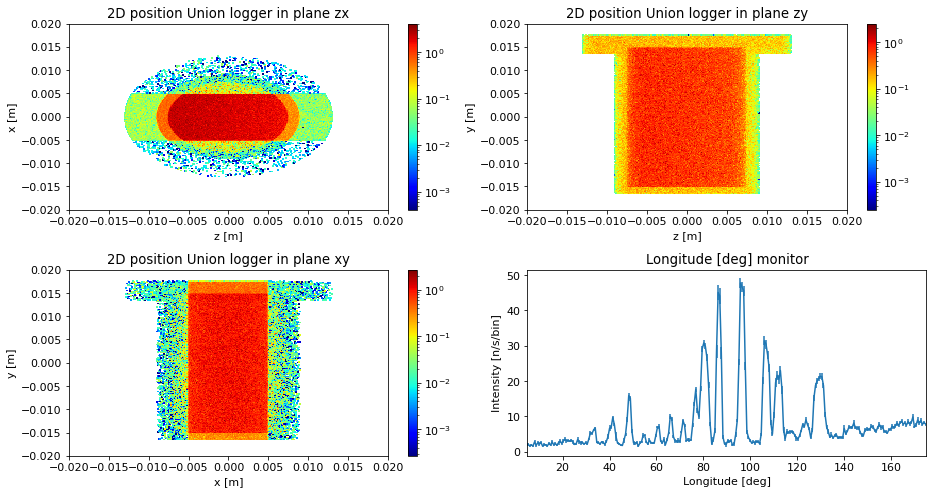 2D position Union logger in plane zx
0.020
0.015
0.010
0.005
0.000
−0.005
−0.010
−0.015
−0.020
x [m]
−0.020−0.015−0.010−0.005 0.000 0.005 0.010 0.015 0.020
z [m]
10^0
10^−1
10^−2
10^−3
2D position Union logger in plane zy
0.020
0.015
0.010
0.005
0.000
−0.005
−0.010
−0.015
−0.020
y [m]
−0.020−0.015−0.010−0.005 0.000 0.005 0.010 0.015 0.020
z [m]
10^0
10^−1
10^−2
10^−3
2D position Union logger in plane xy
0.020
0.015
0.010
0.005
0.000
−0.005
−0.010
−0.015
−0.020
y [m]
−0.020−0.015−0.010−0.005 0.000 0.005 0.010 0.015 0.020
x [m]
10^0
10^−1
10^−2
10^−3
Longitude [deg] monitor
50
40
30
20
10
0
Intensity [n/s/bin]
20 40 60 80 100 120 140 160
Longitude [deg]